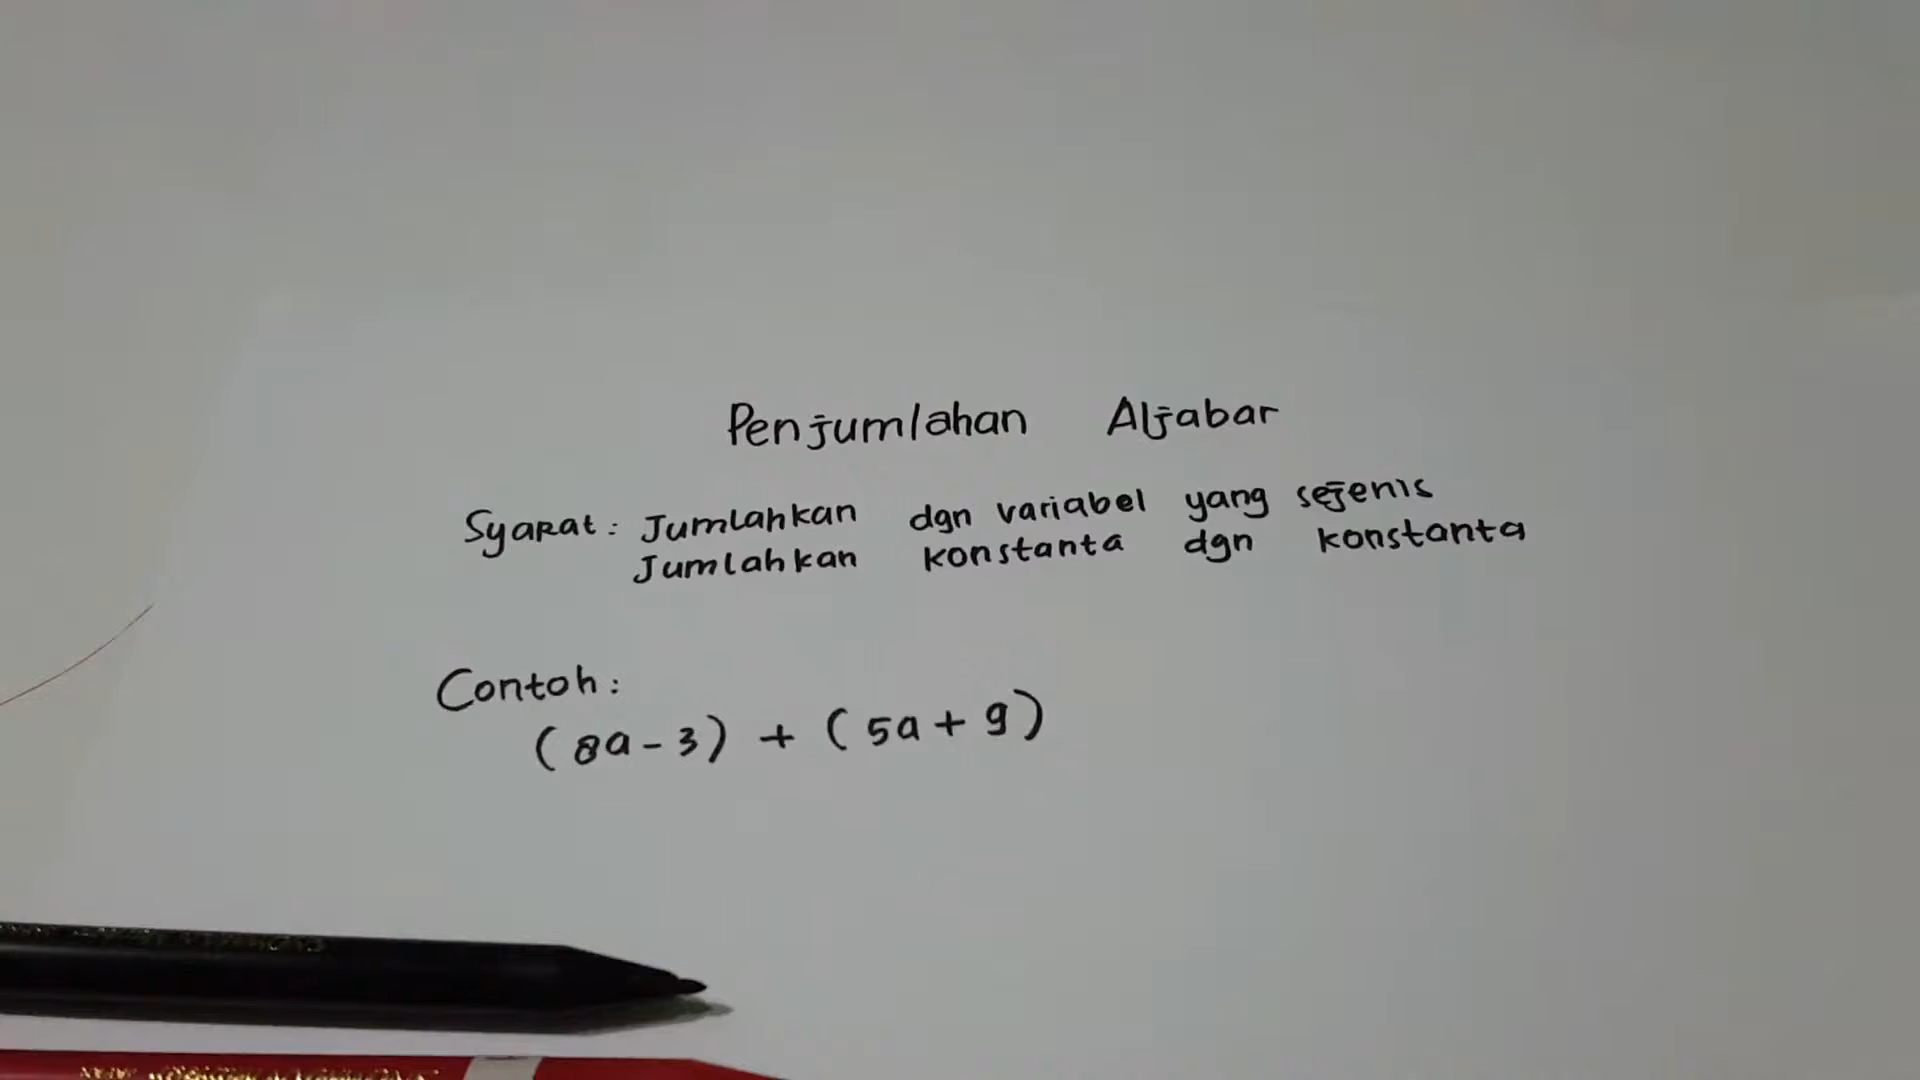 Penjumlahan Aljabar
Syarat: Jumlahkan dgn variabel yang sejenis
Jumlahkan konstanta dgn konstanta
Contoh:
(8a-3) + (5a+9)